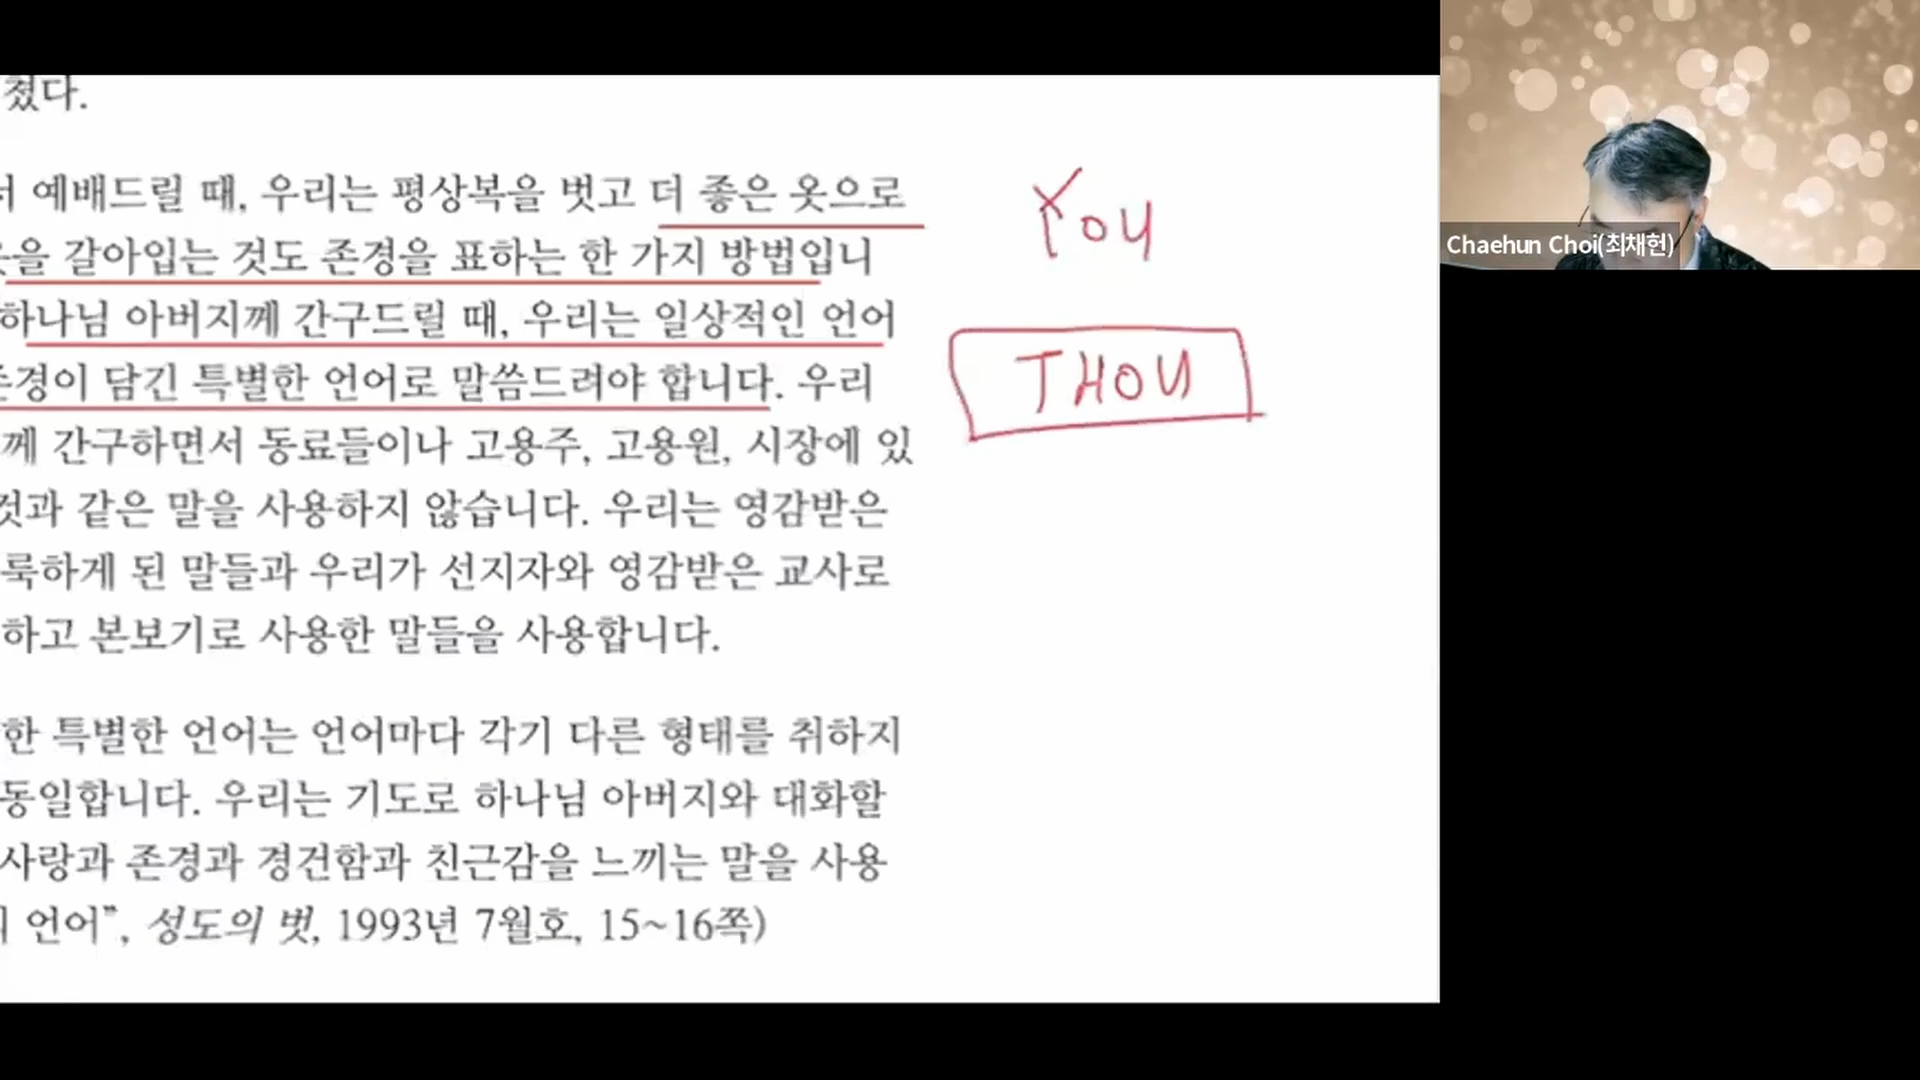 졌다.
서 예배드릴 때, 우리는 평상복을 벗고 더 좋은 옷으로
옷을 갈아입는 것도 존경을 표하는 한 가지 방법입니
하나님 아버지께 간구드릴 때, 우리는 일상적인 언어
존경이 담긴 특별한 언어로 말씀드려야 합니다. 우리
께 간구하면서 동료들이나 고용주, 고용원, 시장에 있
것과 같은 말을 사용하지 않습니다. 우리는 영감받은
룩하게 된 말들과 우리가 선지자와 영감받은 교사로
하고 본보기로 사용한 말들을 사용합니다.
한 특별한 언어는 언어마다 각기 다른 형태를 취하지
동일합니다. 우리는 기도로 하나님 아버지와 대화할
사랑과 존경과 경건함과 친근감을 느끼는 말을 사용
언어”, 성도의 벗, 1993년 7월호, 15~16쪽)
YOU
THOU
Chaehun Choi(최채헌)